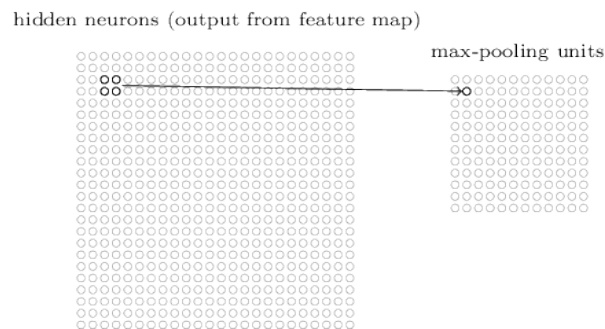 hidden neurons (output from feature map)
max-pooling units